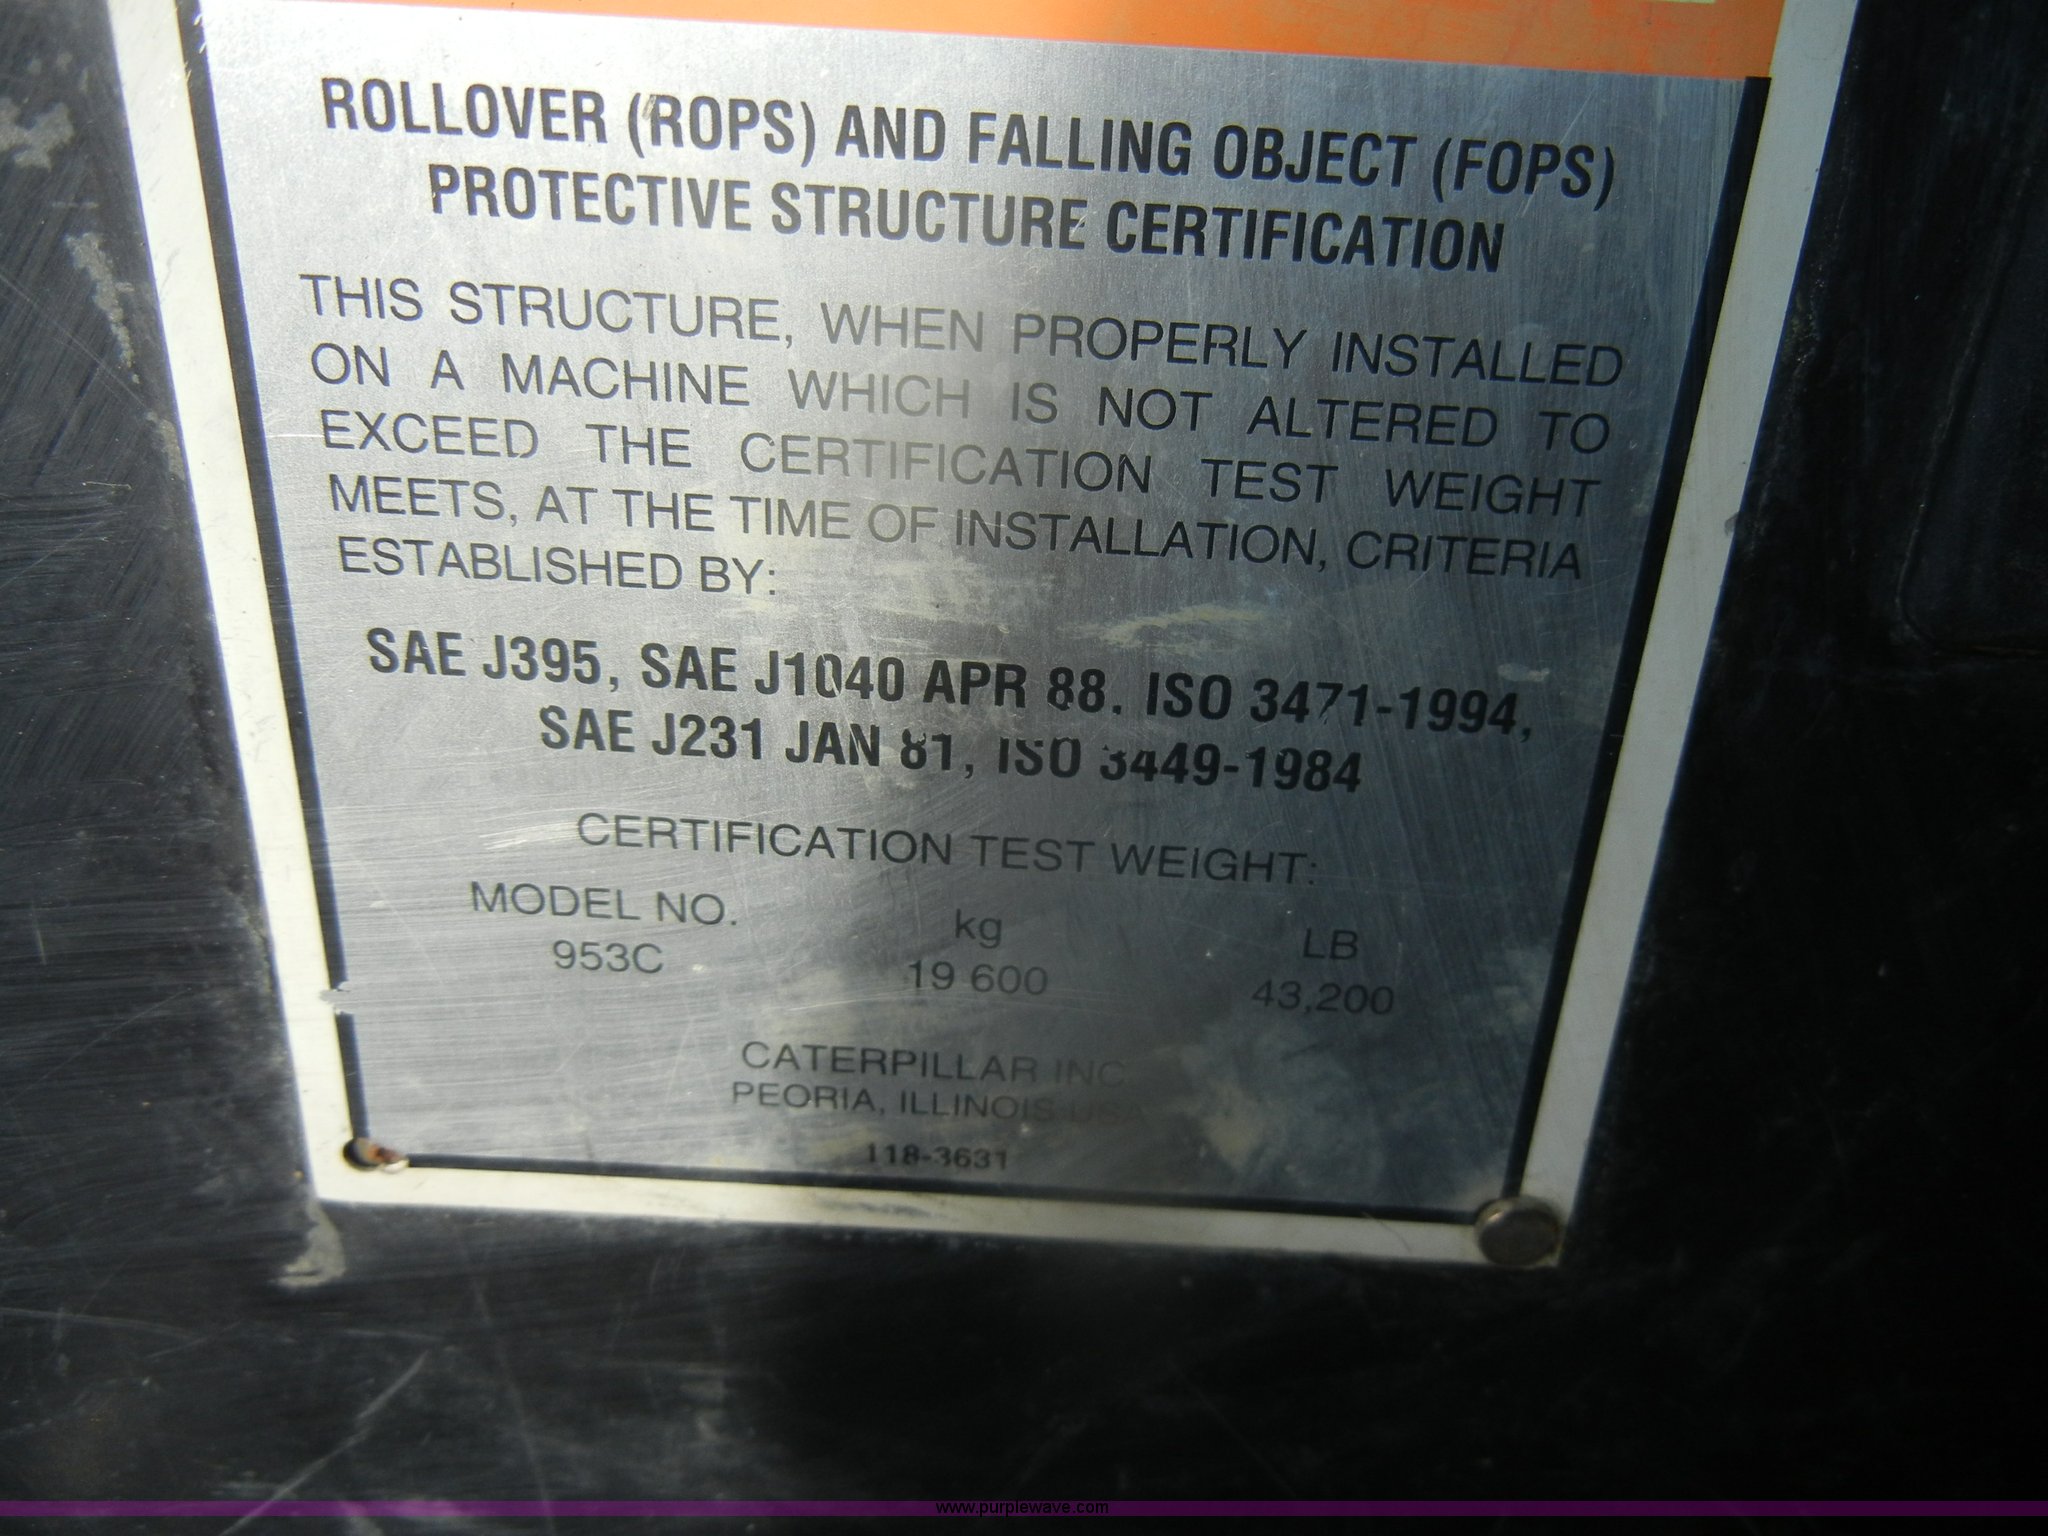 ROLLOVER (ROPS) AND FALLING OBJECT (FOPS)
PROTECTIVE STRUCTURE CERTIFICATION
THIS STRUCTURE, WHEN PROPERLY INSTALLED
ON A MACHINE WHICH IS NOT ALTERED TO
EXCEED THE CERTIFICATION TEST WEIGHT
MEETS, AT THE TIME OF INSTALLATION, CRITERIA
ESTABLISHED BY:
SAE J395, SAE J1040 APR 88. ISO 3471-1994,
SAE J231 JAN 81, ISO 3449-1984
CERTIFICATION TEST WEIGHT:
MODEL NO. kg LB
953C 19 600 43,200
CATERPILLAR INC
PEORIA, ILLINOIS USA
118-3631
www.purplewave.com